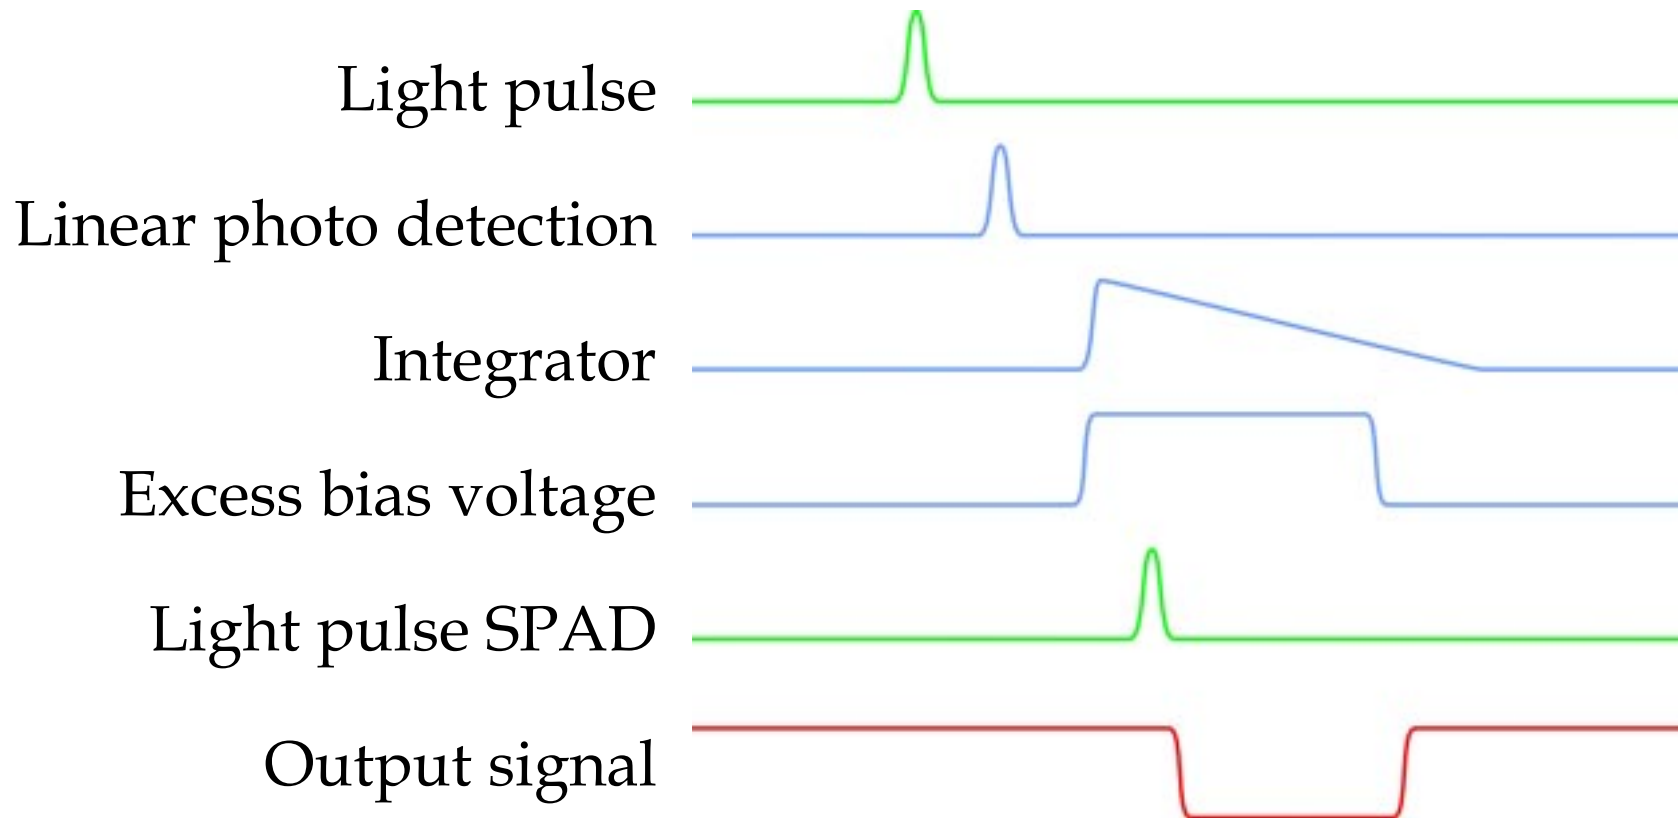 Light pulse
Linear photo detection
Integrator
Excess bias voltage
Light pulse SPAD
Output signal